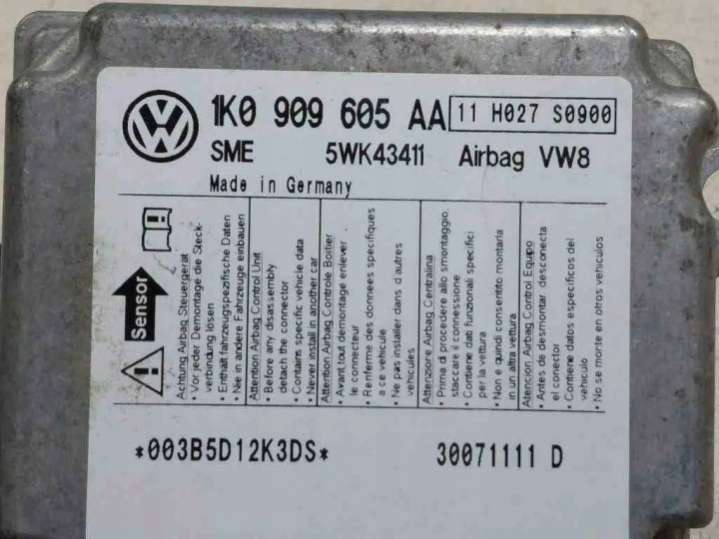 1K0 909 605 AA 11 H027 S0900
SME 5WK43411 Airbag VW8
Made in Germany
Sensor
Achtung Airbag Steuergerat
• Vor jeder Demontage die Steck-
verbindung lösen
• Enthält fahrzeugspezifische Daten
• Nie in andere Fahrzeuge einbauen
Attention Airbag Control Unit
• Before any disassembly
detach the connector
• Contains specific vehicle data
• Never install in another car
Attention Airbag Controle Boitier
• Avant tout demontage enlever
le connecteur
• Renferme des donnees specifiques
a ce vehicule
• Ne pas installer dans d autres
vehicules
Attenzione Airbag Centralina
• Prima di procedere allo smontaggio
staccare il connessione
• Contiene dati funzionali specifici
per la vettura
• Non e quindi consentito montarla
in un altra vettura
Atencion Airbag Control Equipo
• Antes de desmontar, desconecta
el conector
• Contiene datos especificos del
vehiculo
• No se monte en otros vehiculos
*003B5D12K3DS* 30071111 D